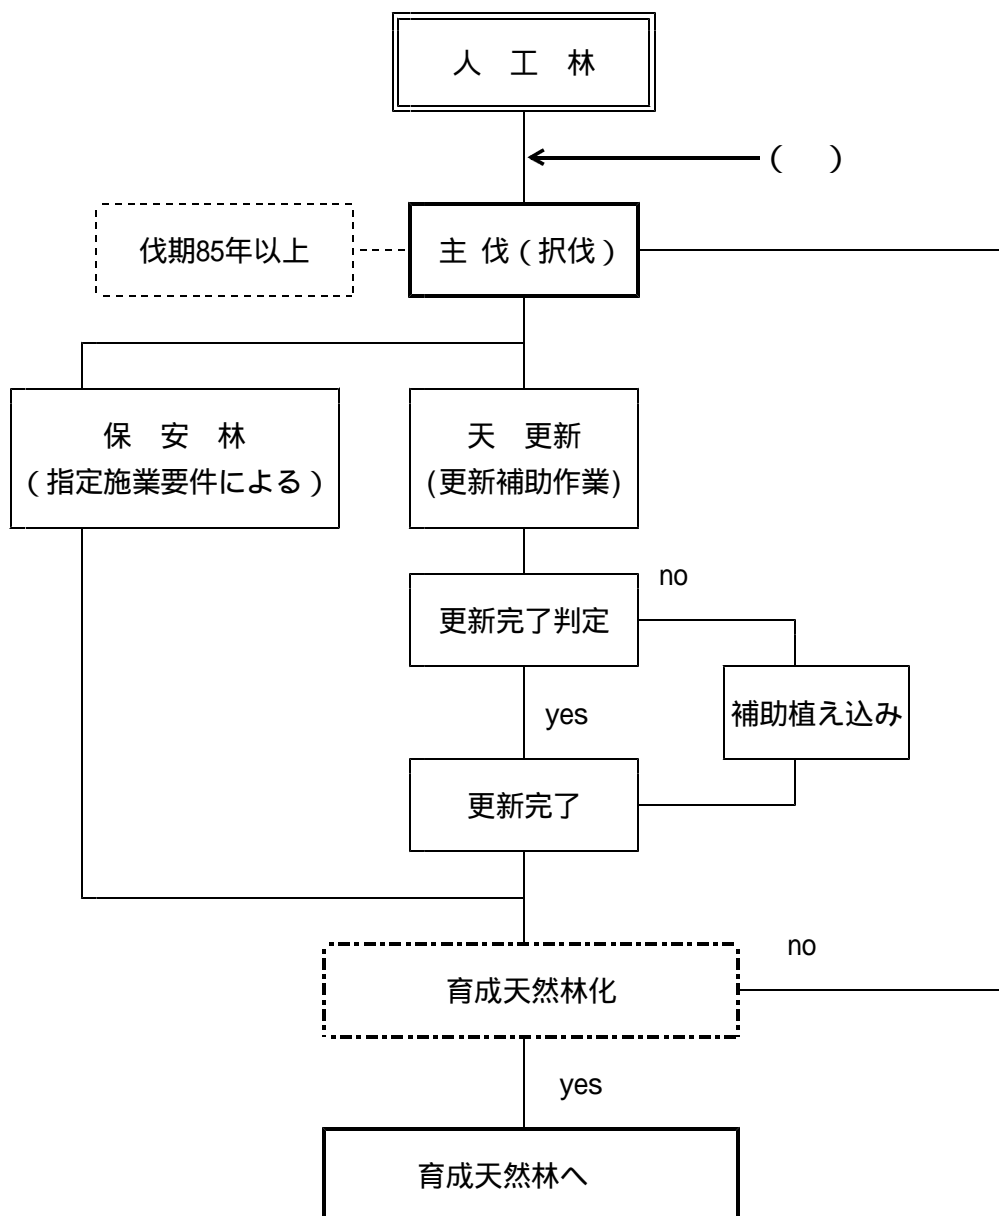 人　工　林
（　）
伐期85年以上
主 伐（択伐）
保　安　林
（指定施業要件による）
天　更新
(更新補助作業)
no
更新完了判定
補助植え込み
yes
更新完了
no
育成天然林化
yes
育成天然林へ